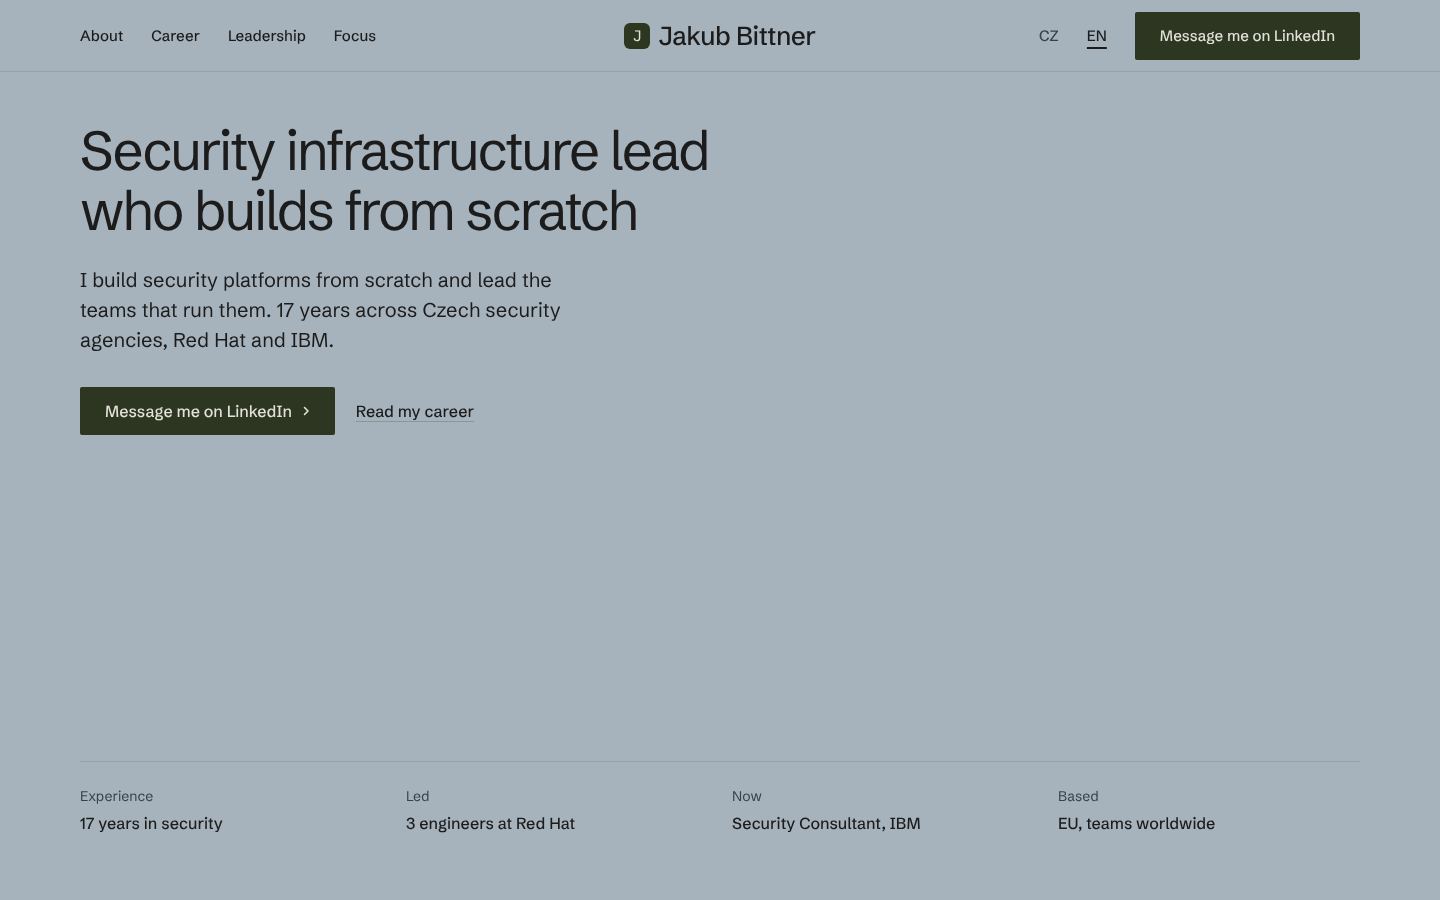 About Career Leadership Focus
J Jakub Bittner
CZ EN Message me on LinkedIn
Security infrastructure lead
who builds from scratch
I build security platforms from scratch and lead the
teams that run them. 17 years across Czech security
agencies, Red Hat and IBM.
Message me on LinkedIn › Read my career
Experience
17 years in security
Led
3 engineers at Red Hat
Now
Security Consultant, IBM
Based
EU, teams worldwide